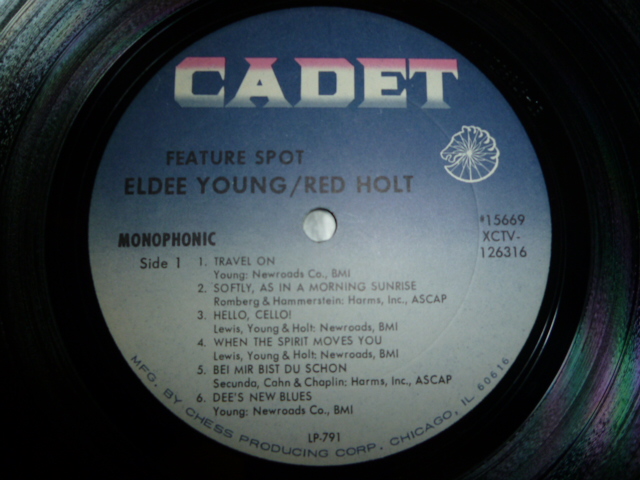 CADET
FEATURE SPOT
ELDEE YOUNG/RED HOLT
MONOPHONIC
Side 1
#15669
XCTV-
126316
1. TRAVEL ON
Young: Newroads Co., BMI
2. SOFTLY, AS IN A MORNING SUNRISE
Romberg & Hammerstein: Harms, Inc., ASCAP
3. HELLO, CELLO!
Lewis, Young & Holt: Newroads, BMI
4. WHEN THE SPIRIT MOVES YOU
Lewis, Young & Holt: Newroads, BMI
5. BEI MIR BIST DU SCHON
Secunda, Cahn & Chaplin: Harms, Inc., ASCAP
6. DEE'S NEW BLUES
Young: Newroads Co., BMI
LP-791
MFG. BY CHESS PRODUCING CORP. CHICAGO, IL 60616